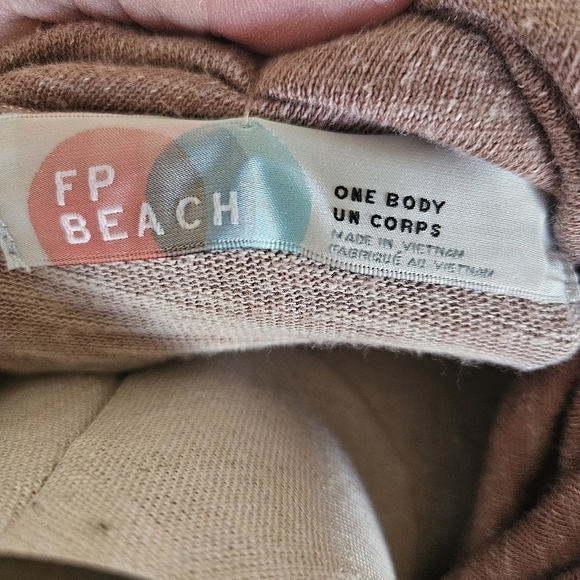 FP
BEACH
ONE BODY
UN CORPS
MADE IN VIETNAM
FABRIQUÉ AU VIETNAM